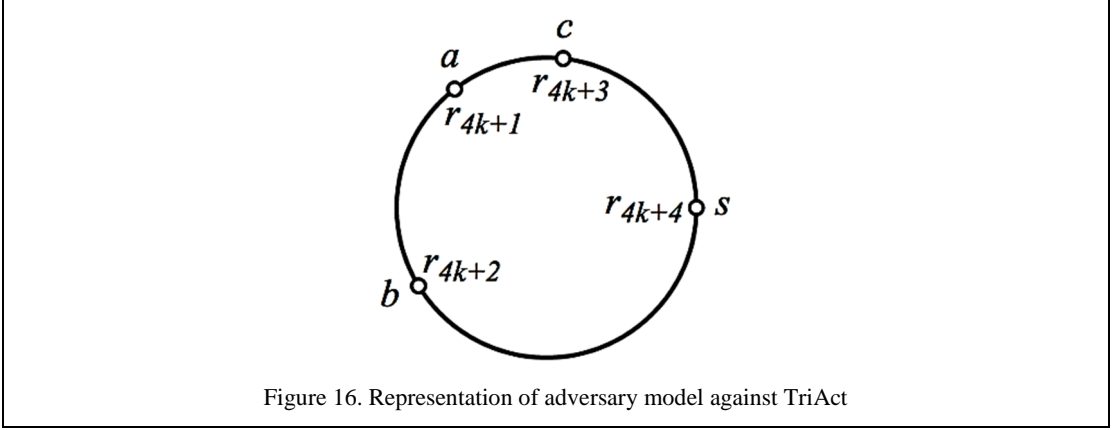 c
a
r4k+3
r4k+1
r4k+4 s
r4k+2
b
Figure 16. Representation of adversary model against TriAct